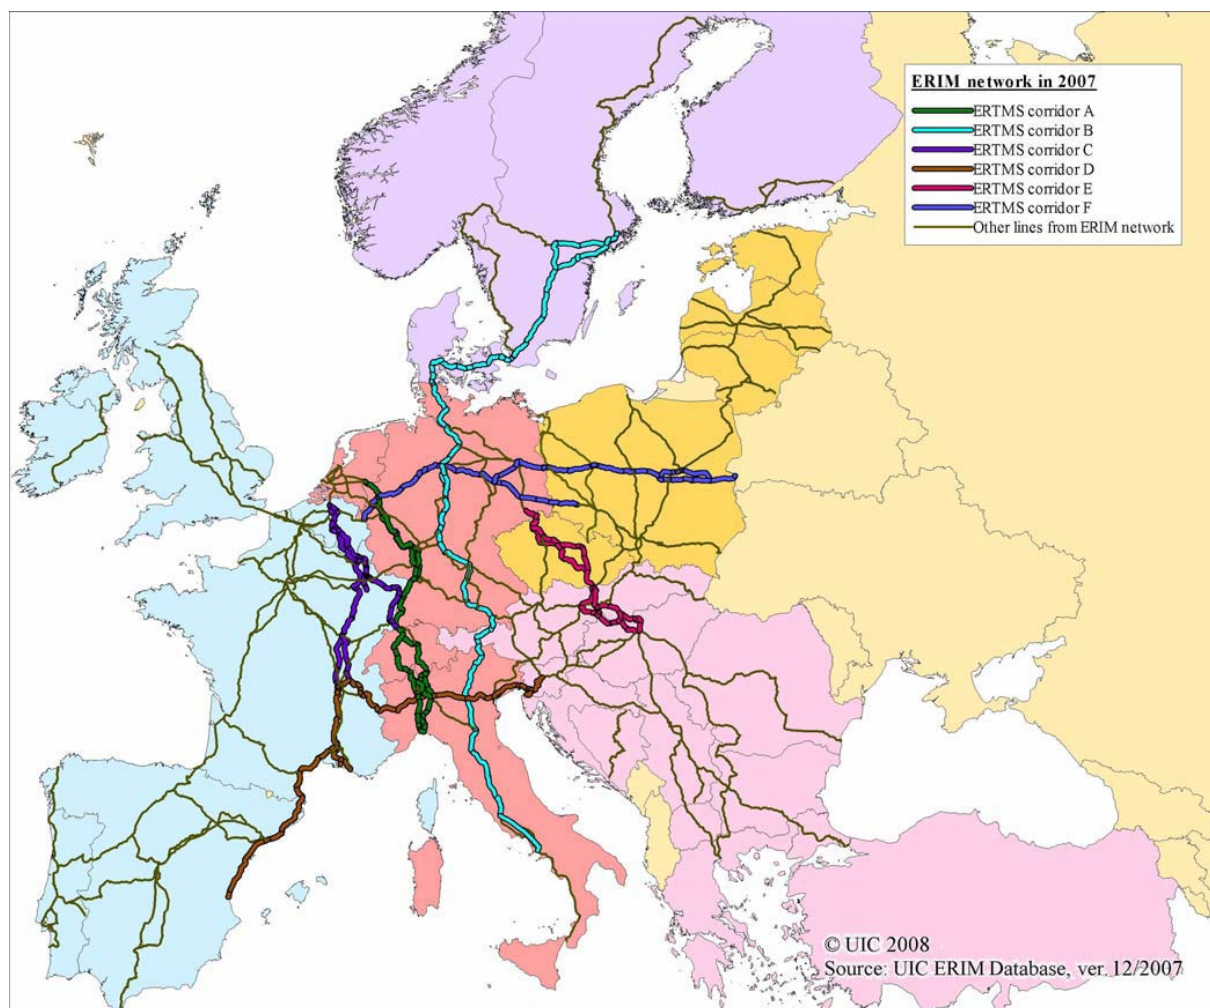 ERIM network in 2007
ERTMS corridor A
ERTMS corridor B
ERTMS corridor C
ERTMS corridor D
ERTMS corridor E
ERTMS corridor F
Other lines from ERIM network
© UIC 2008
Source: UIC ERIM Database, ver. 12/2007